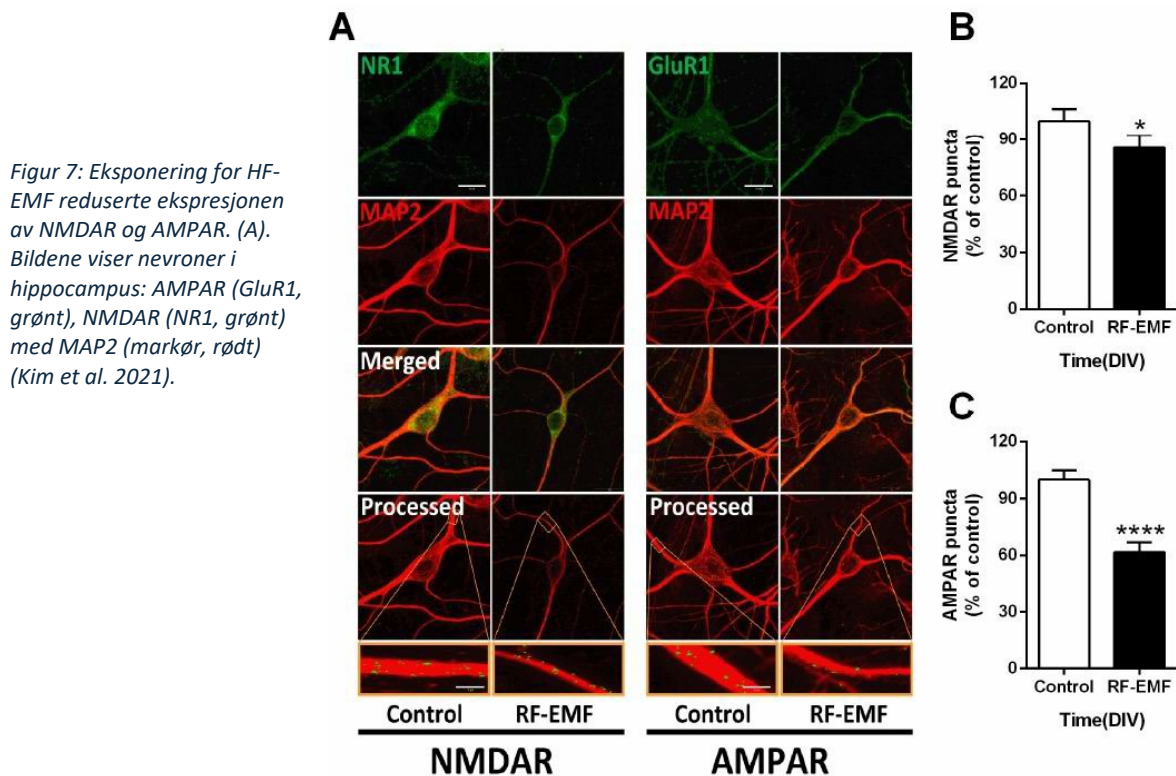 Figur 7: Eksponering for HF-
EMF reduserte ekspresjonen
av NMDAR og AMPAR. (A).
Bildene viser nevroner i
hippocampus: AMPAR (GluR1,
grønt), NMDAR (NR1, grønt)
med MAP2 (markør, rødt)
(Kim et al. 2021).
A
NR1
GluR1
MAP2
MAP2
Merged
Processed
Processed
Control
RF-EMF
Control
RF-EMF
NMDAR
AMPAR
B
NMDAR puncta
(% of control)
120
90
60
30
0
*
Control
RF-EMF
Time(DIV)
C
AMPAR puncta
(% of control)
120
90
60
30
0
****
Control
RF-EMF
Time(DIV)